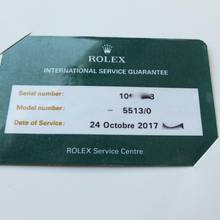 ROLEX
INTERNATIONAL SERVICE GUARANTEE
Serial number:
Model number: - 5513/0
Date of Service: 24 Octobre 2017
ROLEX Service Centre